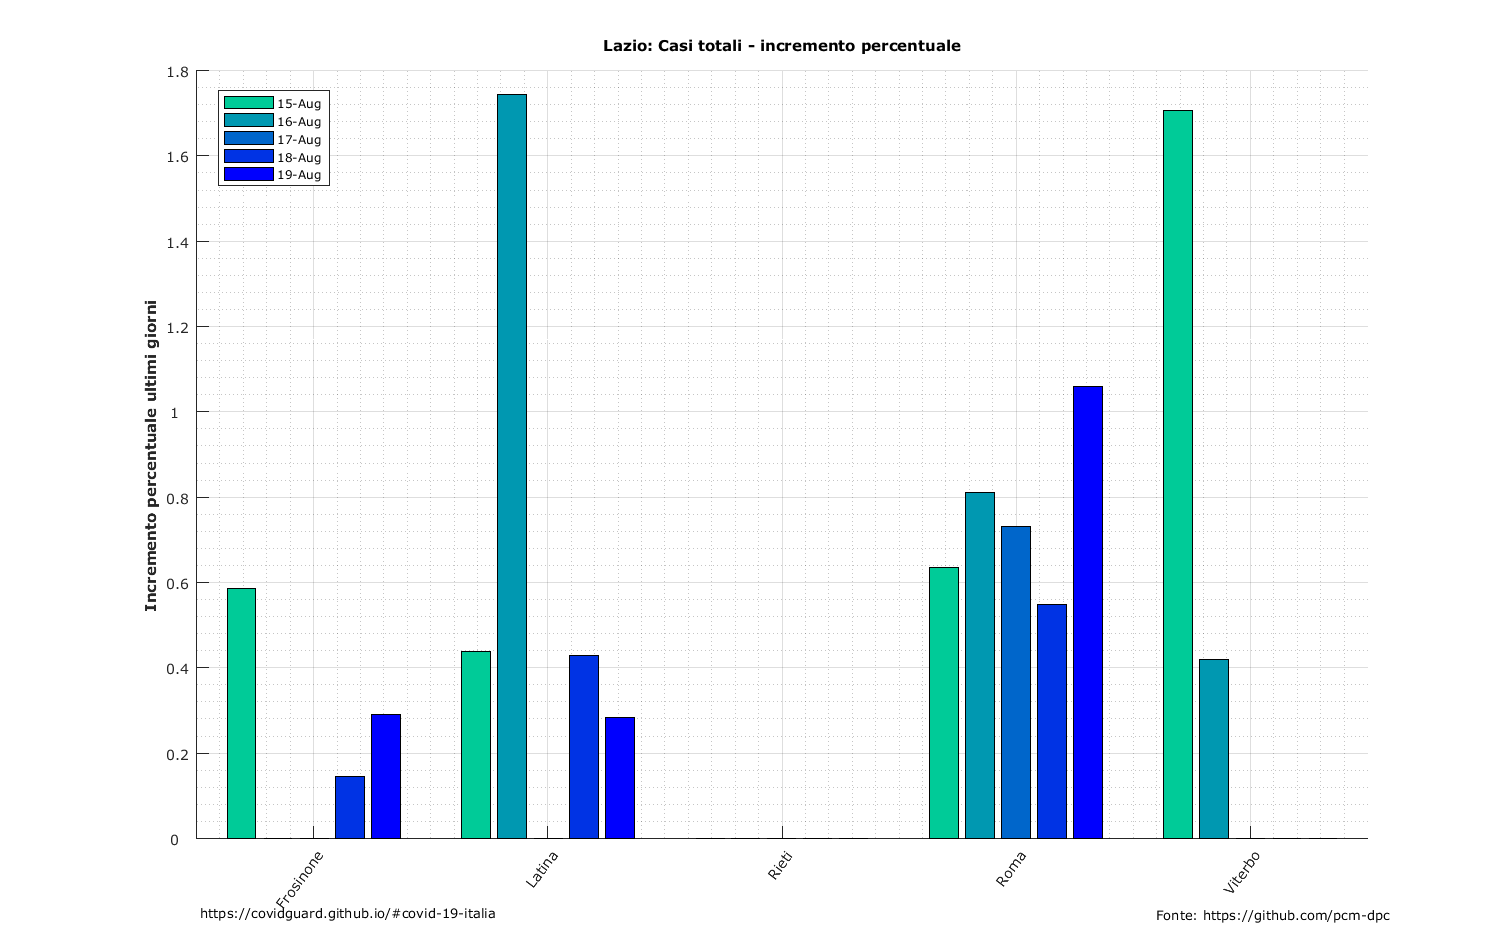 Lazio: Casi totali - incremento percentuale
1.8
1.6
1.4
1.2
1
0.8
0.6
0.4
0.2
0
Incremento percentuale ultimi giorni
15-Aug
16-Aug
17-Aug
18-Aug
19-Aug
Frosinone
Latina
Rieti
Roma
Viterbo
https://covidguard.github.io/#covid-19-italia
Fonte: https://github.com/pcm-dpc